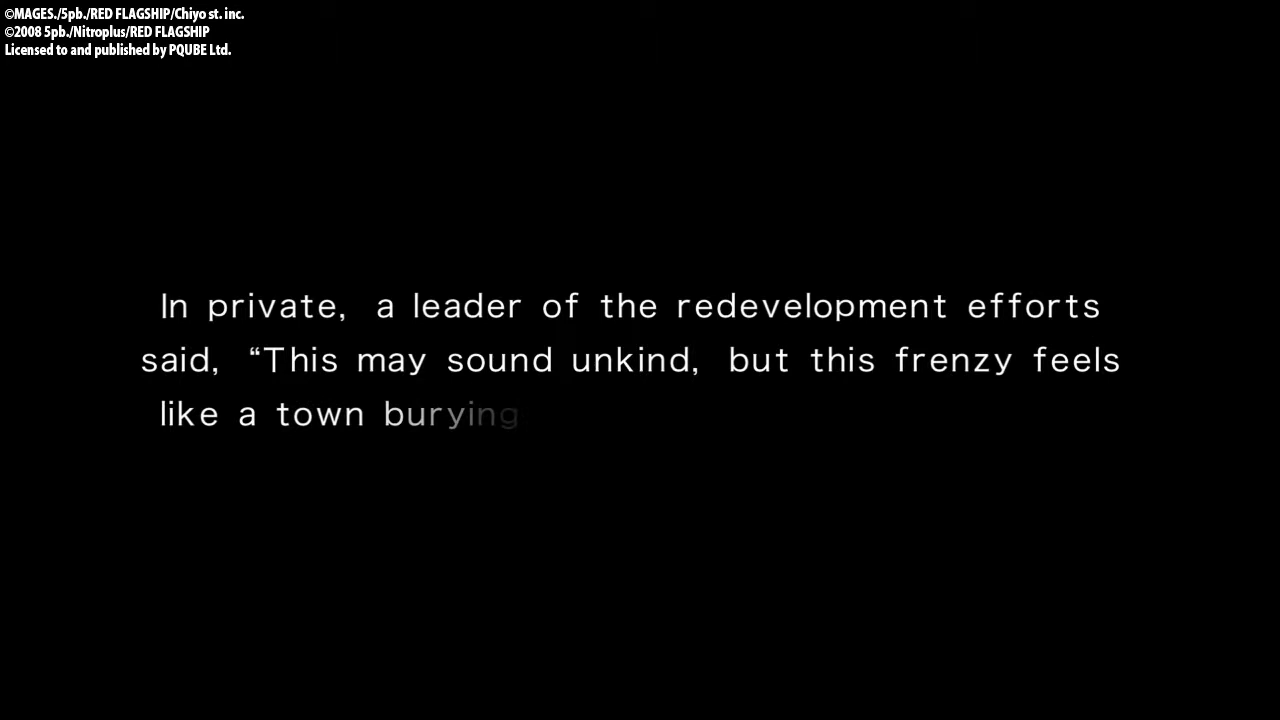 ©MAGES./5pb./RED FLAGSHIP/Chiyo st. inc.
©2008 5pb./Nitroplus/RED FLAGSHIP
Licensed to and published by PQUBE Ltd.
In private, a leader of the redevelopment efforts
said, “This may sound unkind, but this frenzy feels
like a town burying